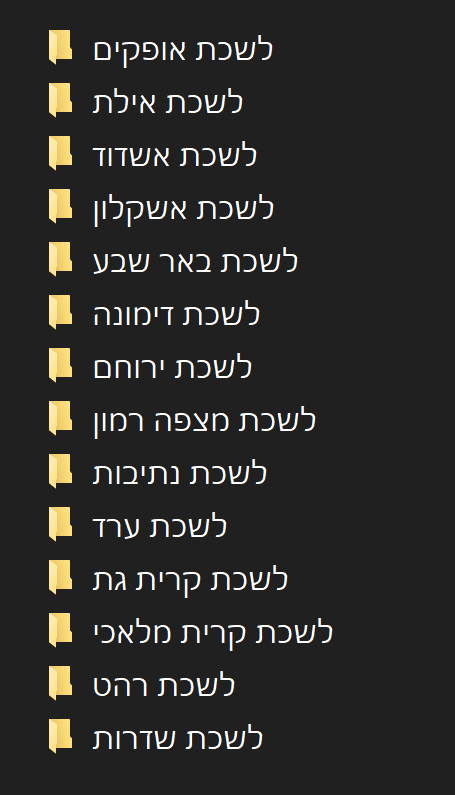 לשכת אופקים
לשכת אילת
לשכת אשדוד
לשכת אשקלון
לשכת באר שבע
לשכת דימונה
לשכת ירוחם
לשכת מצפה רמון
לשכת נתיבות
לשכת ערד
לשכת קרית גת
לשכת קרית מלאכי
לשכת רהט
לשכת שדרות